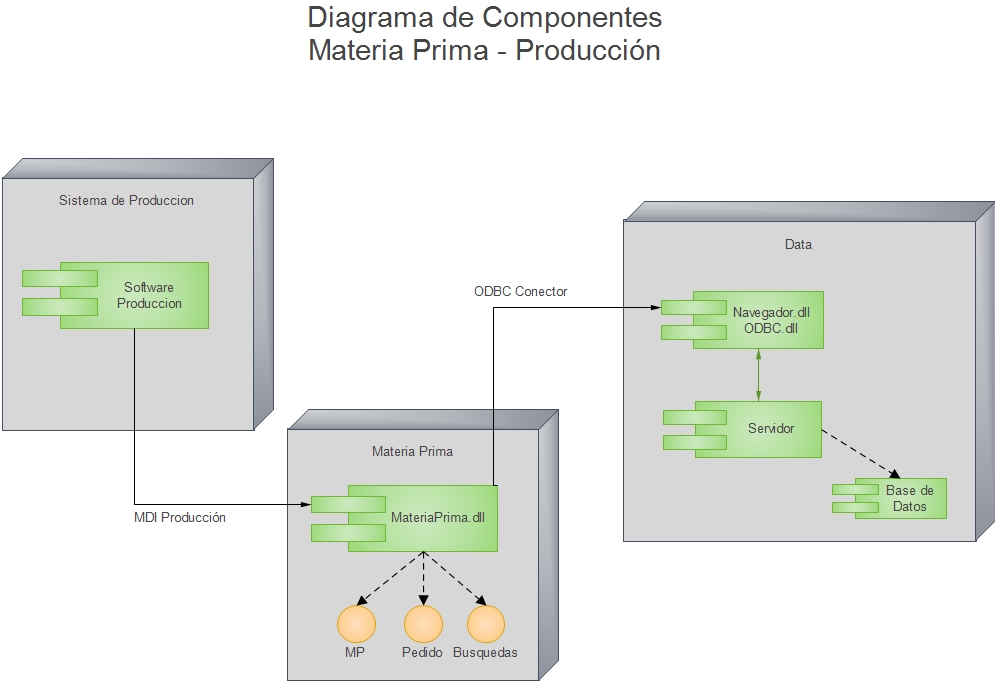 Diagrama de Componentes
Materia Prima - Producción
Sistema de Produccion
Software
Produccion
MDI Producción
Materia Prima
MateriaPrima.dll
MP
Pedido
Busquedas
ODBC Conector
Data
Navegador.dll
ODBC.dll
Servidor
Base de
Datos